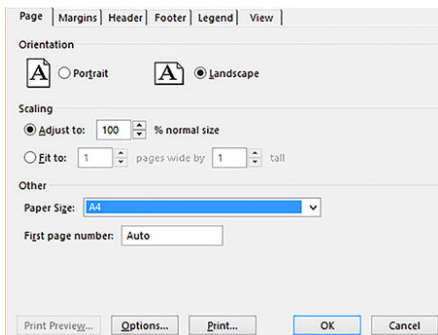 Page Margins Header Footer Legend View
Orientation
A Portrait A Landscape
Scaling
Adjust to: 100 % normal size
Fit to: 1 pages wide by 1 tall
Other
Paper Size: A4
First page number: Auto
Print Preview... Options... Print... OK Cancel